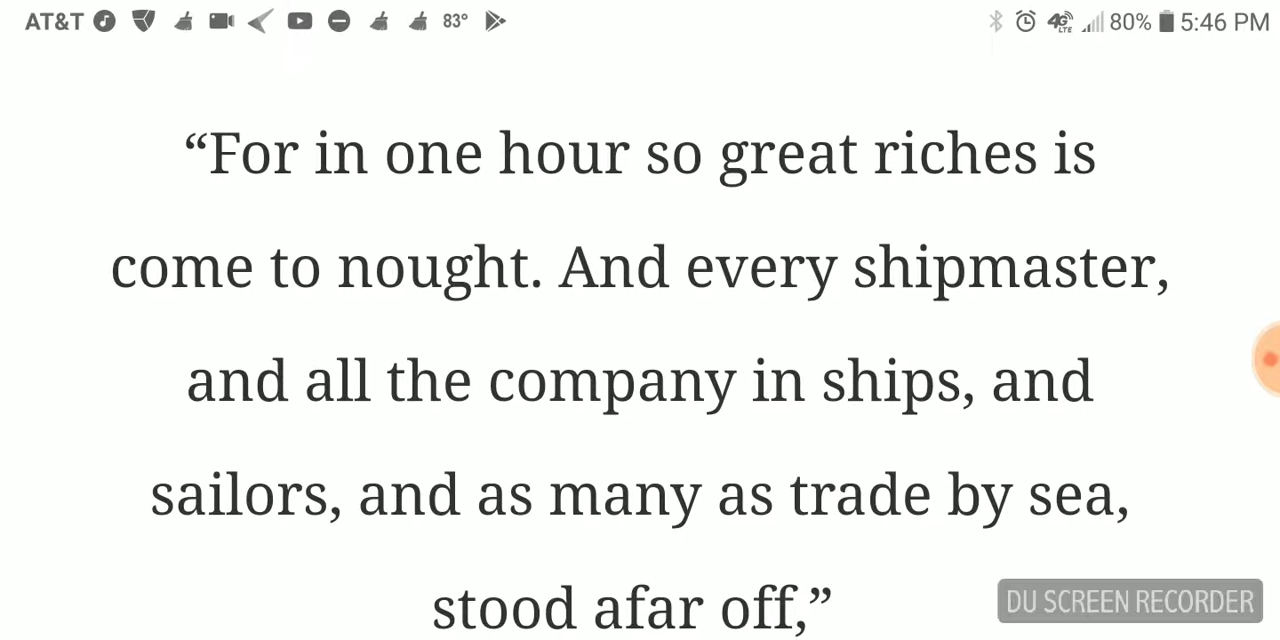 AT&T 83° 4G LTE 80% 5:46 PM
“For in one hour so great riches is
come to nought. And every shipmaster,
and all the company in ships, and
sailors, and as many as trade by sea,
stood afar off,”
DU SCREEN RECORDER